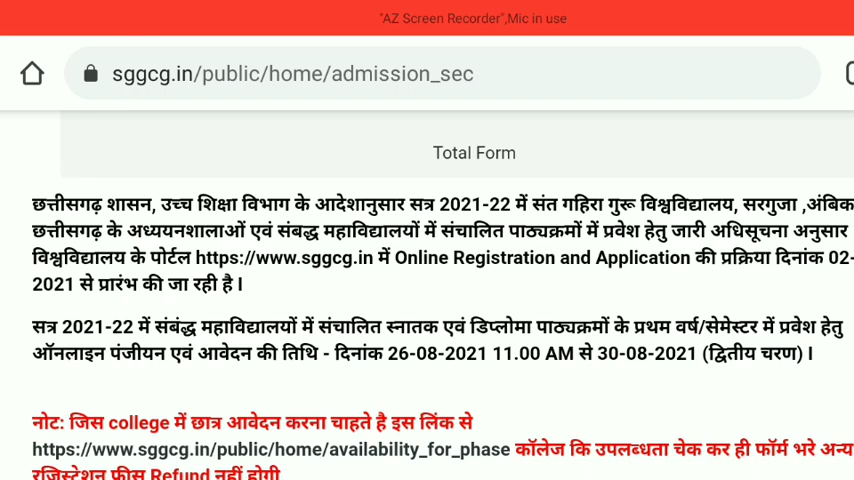 "AZ Screen Recorder",Mic in use
sggcg.in/public/home/admission_sec
Total Form
छत्तीसगढ़ शासन, उच्च शिक्षा विभाग के आदेशानुसार सत्र 2021-22 में संत गहिरा गुरू विश्वविद्यालय, सरगुजा ,अंबिक
छत्तीसगढ़ के अध्ययनशालाओं एवं संबद्ध महाविद्यालयों में संचालित पाठ्यक्रमों में प्रवेश हेतु जारी अधिसूचना अनुसार
विश्वविद्यालय के पोर्टल https://www.sggcg.in में Online Registration and Application की प्रक्रिया दिनांक 02-
2021 से प्रारंभ की जा रही है I
सत्र 2021-22 में संबंद्ध महाविद्यालयों में संचालित स्नातक एवं डिप्लोमा पाठ्यक्रमों के प्रथम वर्ष/सेमेस्टर में प्रवेश हेतु
ऑनलाइन पंजीयन एवं आवेदन की तिथि - दिनांक 26-08-2021 11.00 AM से 30-08-2021 (द्वितीय चरण) I
नोट: जिस college में छात्र आवेदन करना चाहते है इस लिंक से
https://www.sggcg.in/public/home/availability_for_phase कॉलेज कि उपलब्धता चेक कर ही फॉर्म भरे अन्य
रजिस्टेशन फीस Refund नहीं होगी